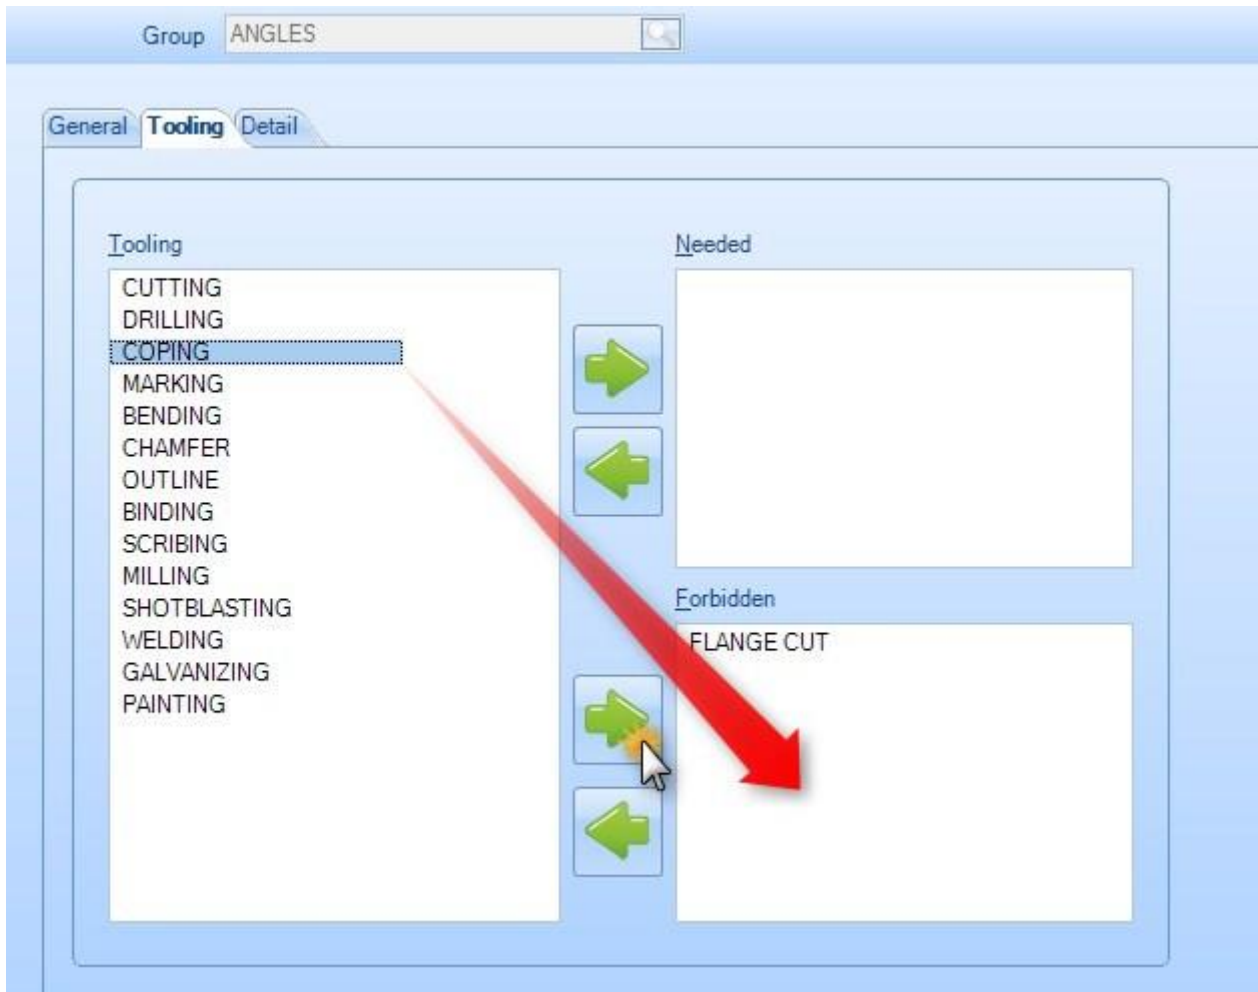 Group ANGLES
General Tooling Detail
Tooling
CUTTING
DRILLING
COPING
MARKING
BENDING
CHAMFER
OUTLINE
BINDING
SCRIBING
MILLING
SHOTBLASTING
WELDING
GALVANIZING
PAINTING
Needed
Forbidden
FLANGE CUT